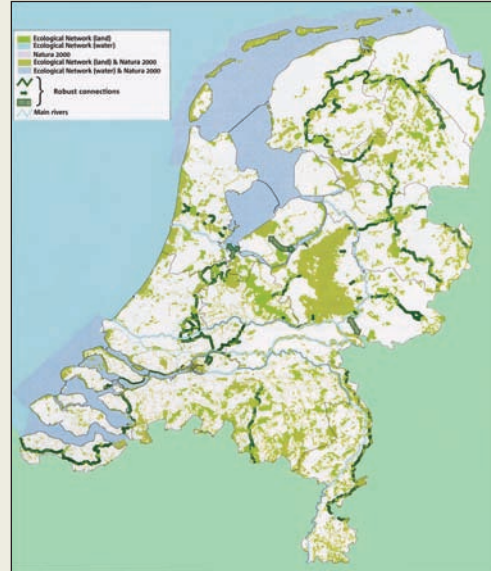 Ecological Network (land)
Ecological Network (water)
Natura 2000
Ecological Network (land) & Natura 2000
Ecological Network (water) & Natura 2000
Robust connections
Main rivers